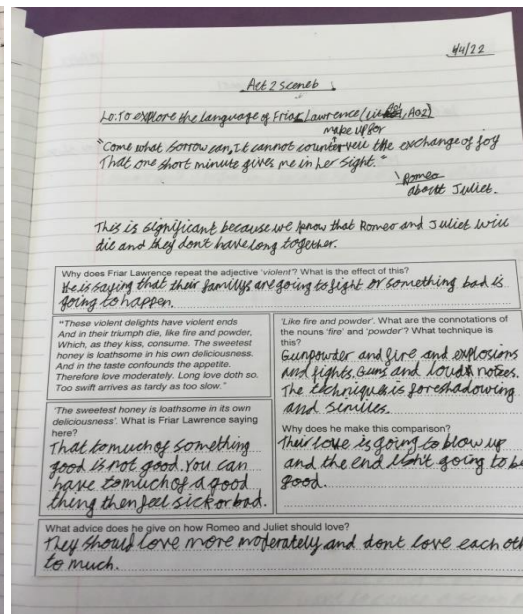 4/4/22
Act 2 scene 6
Lo: To explore the language of Friar Lawrence (Lit AO2)
make up for
"Come what sorrow can, It cannot counter veil the exchange of joy
That one short minute gives me in her sight."
Romeo
about Juliet.
This is significant because we know that Romeo and Juliet will
die and they don't have long together.
Why does Friar Lawrence repeat the adjective 'violent'? What is the effect of this?
He is saying that their familys are going to fight or something bad is
going to happen.
"These violent delights have violent ends
And in their triumph die, like fire and powder,
Which, as they kiss, consume. The sweetest
honey is loathsome in his own deliciousness.
And in the taste confounds the appetite.
Therefore love moderately. Long love doth so.
Too swift arrives as tardy as too slow."
'The sweetest honey is loathsome in its own
deliciousness'. What is Friar Lawrence saying
here?
That to much of something
good is not good. You can
have to much of a good
thing then feel sick or bad.
'Like fire and powder'. What are the connotations of
the nouns 'fire' and 'powder'? What technique is
this?
Gunpowder and fire and explosions
and fights, Guns and loud noices.
The technique is foreshadowing
and similes.
Why does he make this comparison?
Their love is going to blow up
and the end isn't going to be
good.
What advice does he give on how Romeo and Juliet should love?
They should love more moderately and dont love each oth
to much.